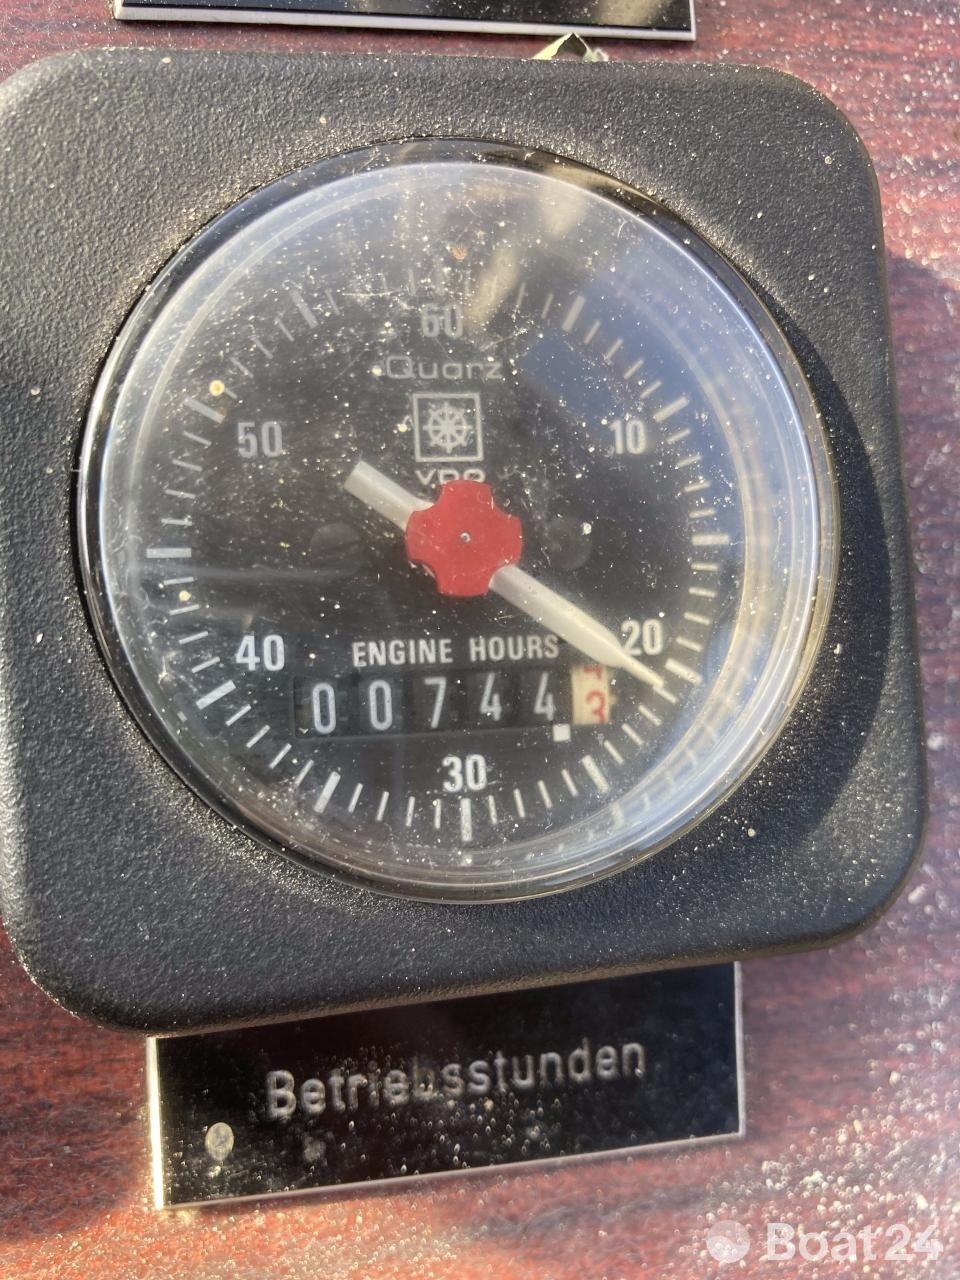 60
Quarz
VDO
50 10
40 20
ENGINE HOURS
00744.3
30
Betriebsstunden
Boat24